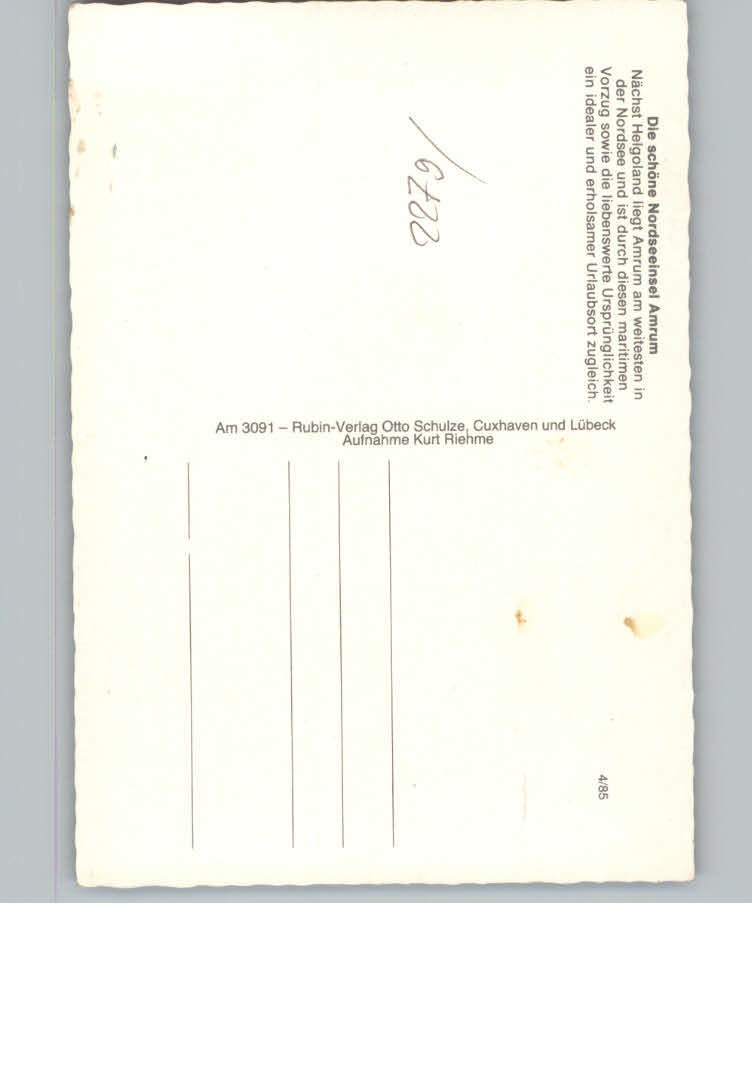 Die schöne Nordseeinsel Amrum
Nächst Helgoland liegt Amrum am weitesten in
der Nordsee und ist durch diesen maritimen
Vorzug sowie die liebenswerte Ursprünglichkeit
ein idealer und erholsamer Urlaubsort zugleich.
Am 3091 – Rubin-Verlag Otto Schulze, Cuxhaven und Lübeck
Aufnahme Kurt Riehme
4/85